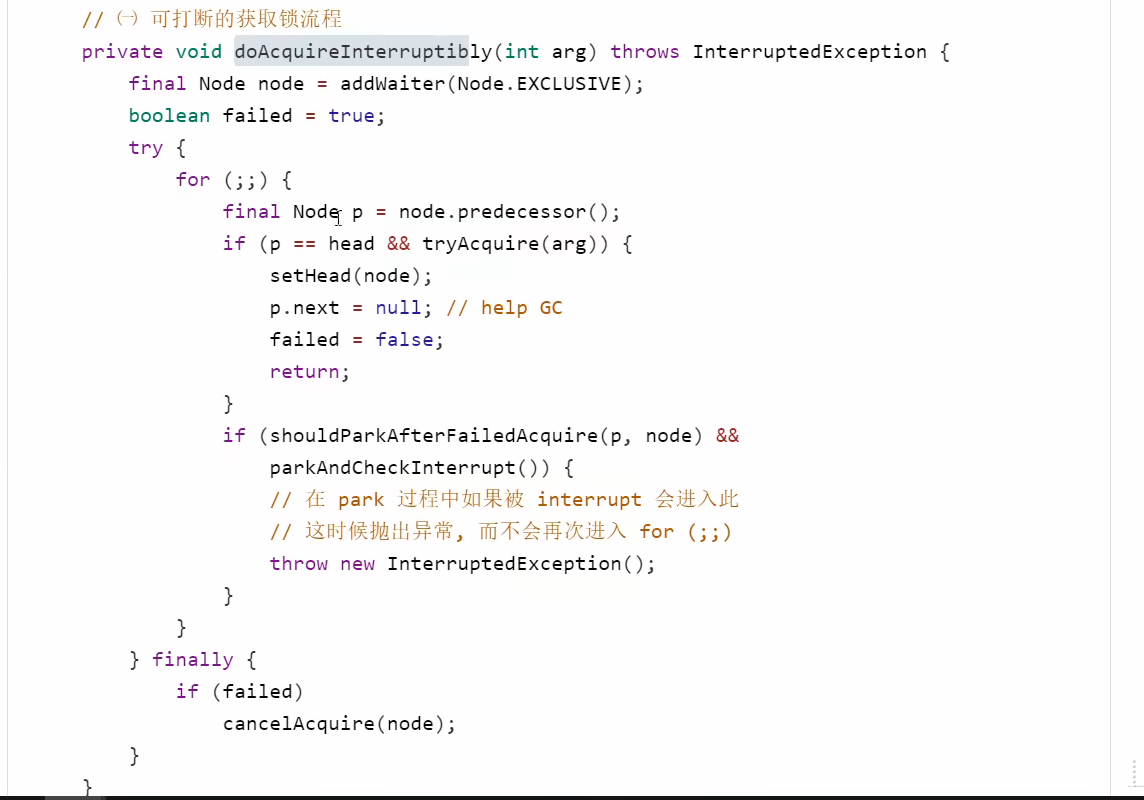 // ㈠ 可打断的获取锁流程
private void doAcquireInterruptibly(int arg) throws InterruptedException {
    final Node node = addWaiter(Node.EXCLUSIVE);
    boolean failed = true;
    try {
        for (;;) {
            final Node p = node.predecessor();
            if (p == head && tryAcquire(arg)) {
                setHead(node);
                p.next = null; // help GC
                failed = false;
                return;
            }
            if (shouldParkAfterFailedAcquire(p, node) &&
                parkAndCheckInterrupt()) {
                // 在 park 过程中如果被 interrupt 会进入此
                // 这时候抛出异常, 而不会再次进入 for (;;)
                throw new InterruptedException();
            }
        }
    } finally {
        if (failed)
            cancelAcquire(node);
    }
}